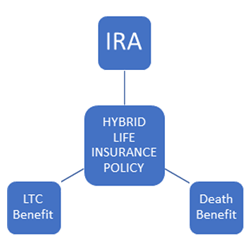 IRA
HYBRID
LIFE
INSURANCE
POLICY
LTC
Benefit
Death
Benefit